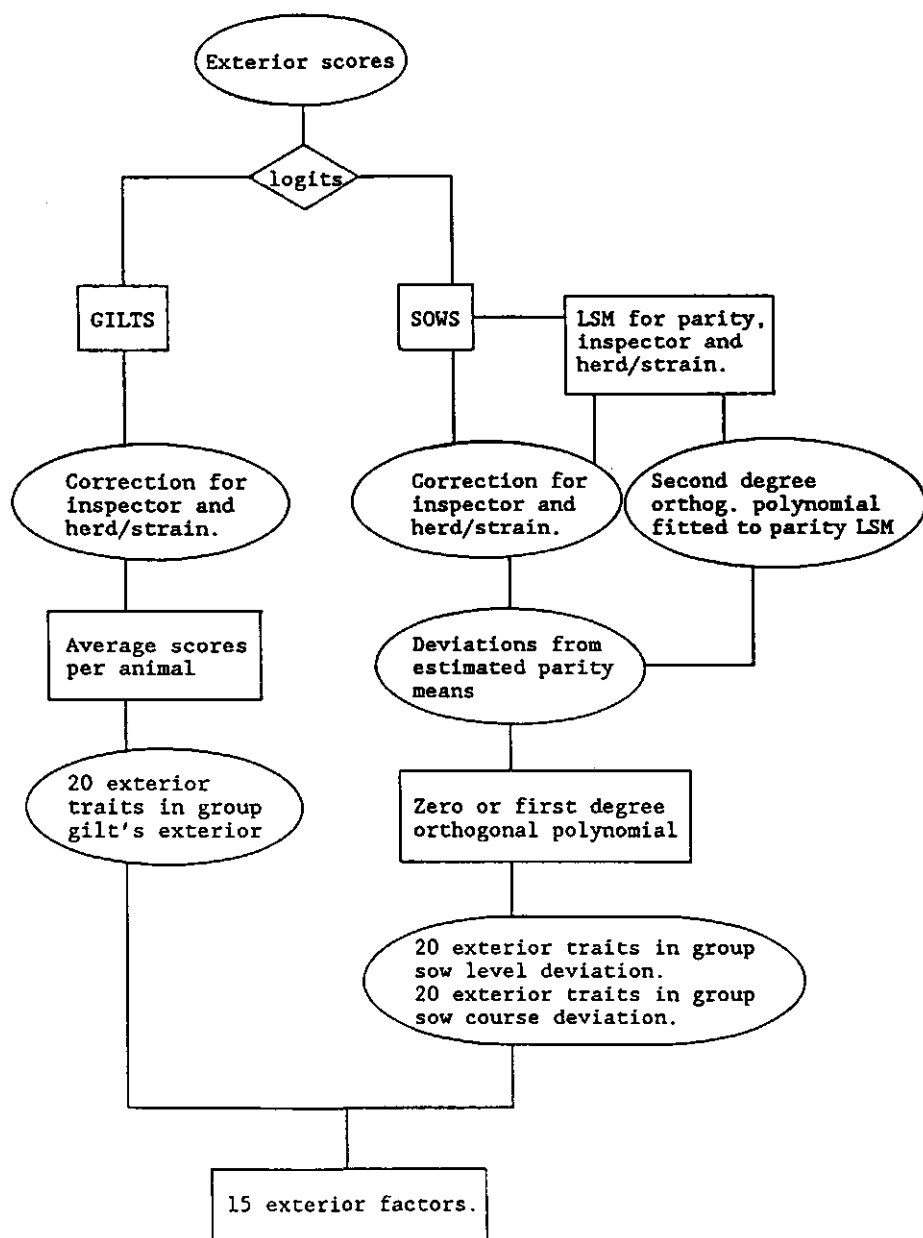 Exterior scores
logits
GILTS
SOWS
LSM for parity,
inspector and
herd/strain.
Correction for
inspector and
herd/strain.
Correction for
inspector and
herd/strain.
Second degree
orthog. polynomial
fitted to parity LSM
Average scores
per animal
Deviations from
estimated parity
means
20 exterior
traits in group
gilt's exterior
Zero or first degree
orthogonal polynomial
20 exterior traits in group
sow level deviation.
20 exterior traits in group
sow course deviation.
15 exterior factors.